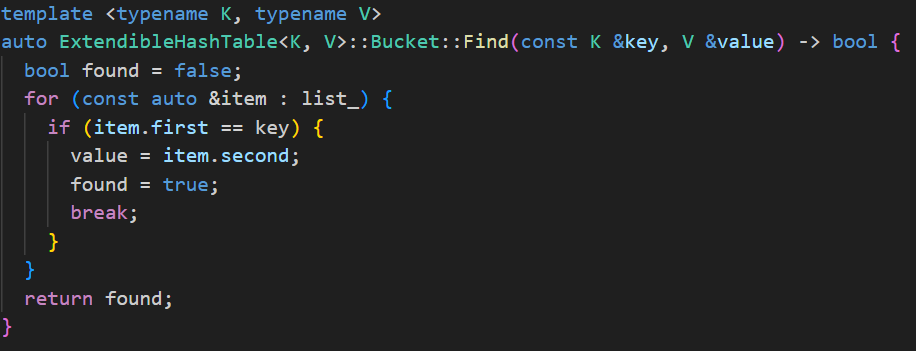 template <typename K, typename V>
auto ExtendibleHashTable<K, V>::Bucket::Find(const K &key, V &value) -> bool {
  bool found = false;
  for (const auto &item : list_) {
    if (item.first == key) {
      value = item.second;
      found = true;
      break;
    }
  }
  return found;
}